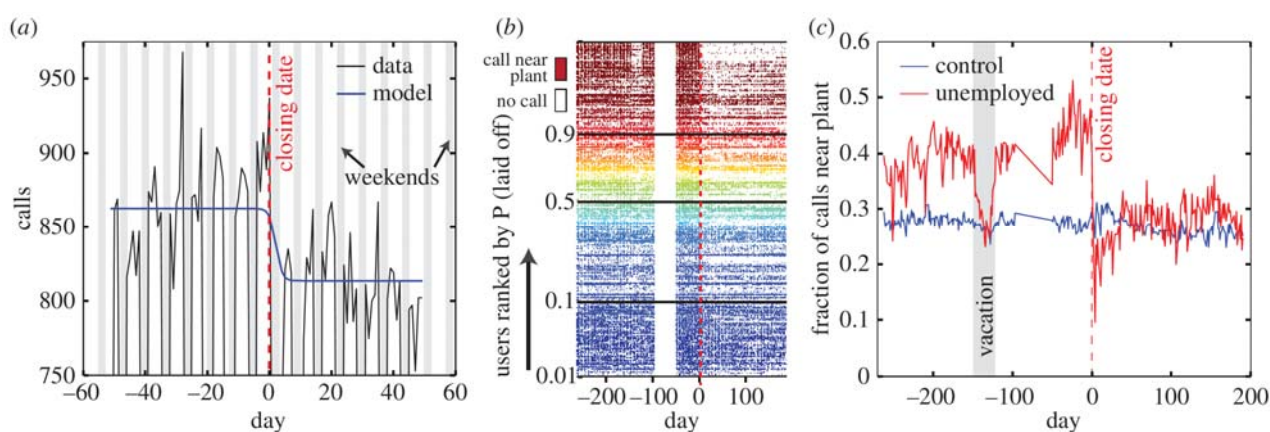 (a)
950
900
850
800
750
calls
−60
−40
−20
0
20
40
60
day
data
model
closing date
weekends
(b)
call near
plant
no call
users ranked by P (laid off)
0.9
0.5
0.1
0.01
−200
−100
0
100
day
(c)
0.6
0.5
0.4
0.3
0.2
0.1
0
fraction of calls near plant
control
unemployed
closing date
vacation
−200
−100
0
100
200
day